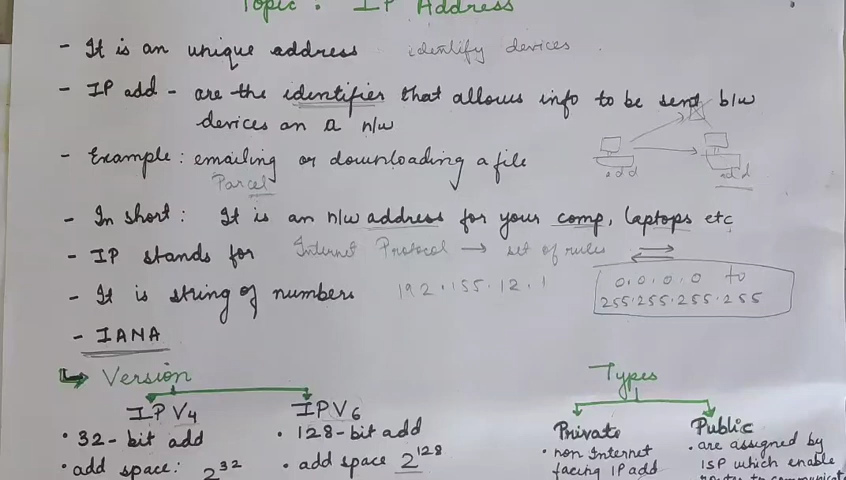 Topic : IP Address
- It is an unique address identify devices
- IP add - are the identifier that allows info to be sent b/w
devices on a n/w
add add
- Example : emailing or downloading a file
Parcel
- In short : It is an n/w address for your comp, laptops etc
- IP stands for Internet Protocol → set of rules
- It is string of numbers 192.155.12.1
0.0.0.0 to
255.255.255.255
- IANA
Version
IPV4
• 32-bit add
• add space : 2^32
IPV6
• 128-bit add
• add space 2^128
Types
Private
• non Internet
facing IP add
Public
• are assigned by
ISP which enable